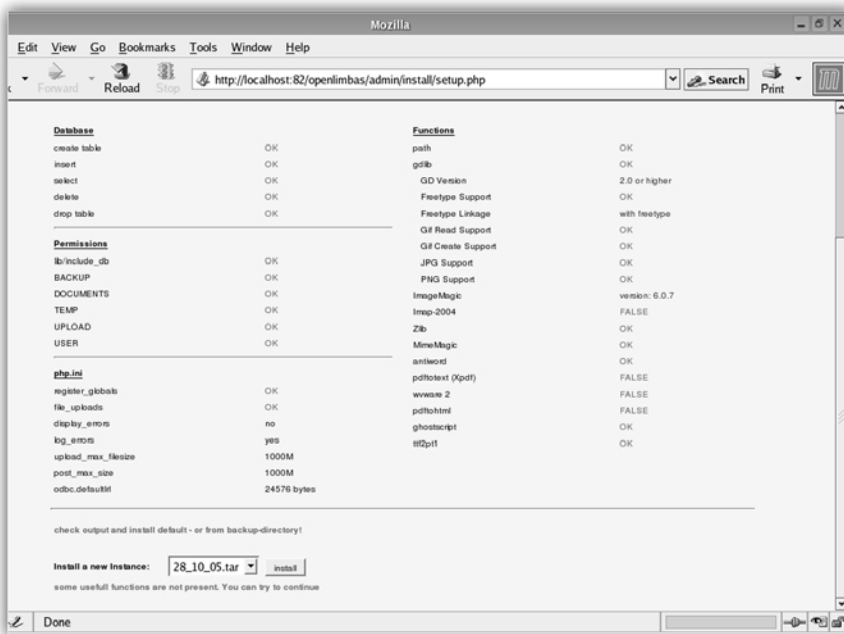 Mozilla
Edit View Go Bookmarks Tools Window Help
Forward Reload Stop http://localhost:82/openlimbas/admin/install/setup.php Search Print
Database
create table OK
insert OK
select OK
delete OK
drop table OK
Permissions
lib/include_db OK
BACKUP OK
DOCUMENTS OK
TEMP OK
UPLOAD OK
USER OK
php.ini
register_globals OK
file_uploads OK
display_errors no
log_errors yes
upload_max_filesize 1000M
post_max_size 1000M
odbc.defaultlrl 24576 bytes
Functions
path OK
gdlib OK
GD Version 2.0 or higher
Freetype Support OK
Freetype Linkage with freetype
Gif Read Support OK
Gif Create Support OK
JPG Support OK
PNG Support OK
ImageMagic version: 6.0.7
Imap-2004 FALSE
Zlib OK
MimeMagic OK
antiword OK
pdftotext (Xpdf) FALSE
wvware 2 FALSE
pdftohtml FALSE
ghostscript OK
ttf2pt1 OK
check output and install default - or from backup-directory!
Install a new Instance: 28_10_05.tar install
some usefull functions are not present. You can try to continue
Done